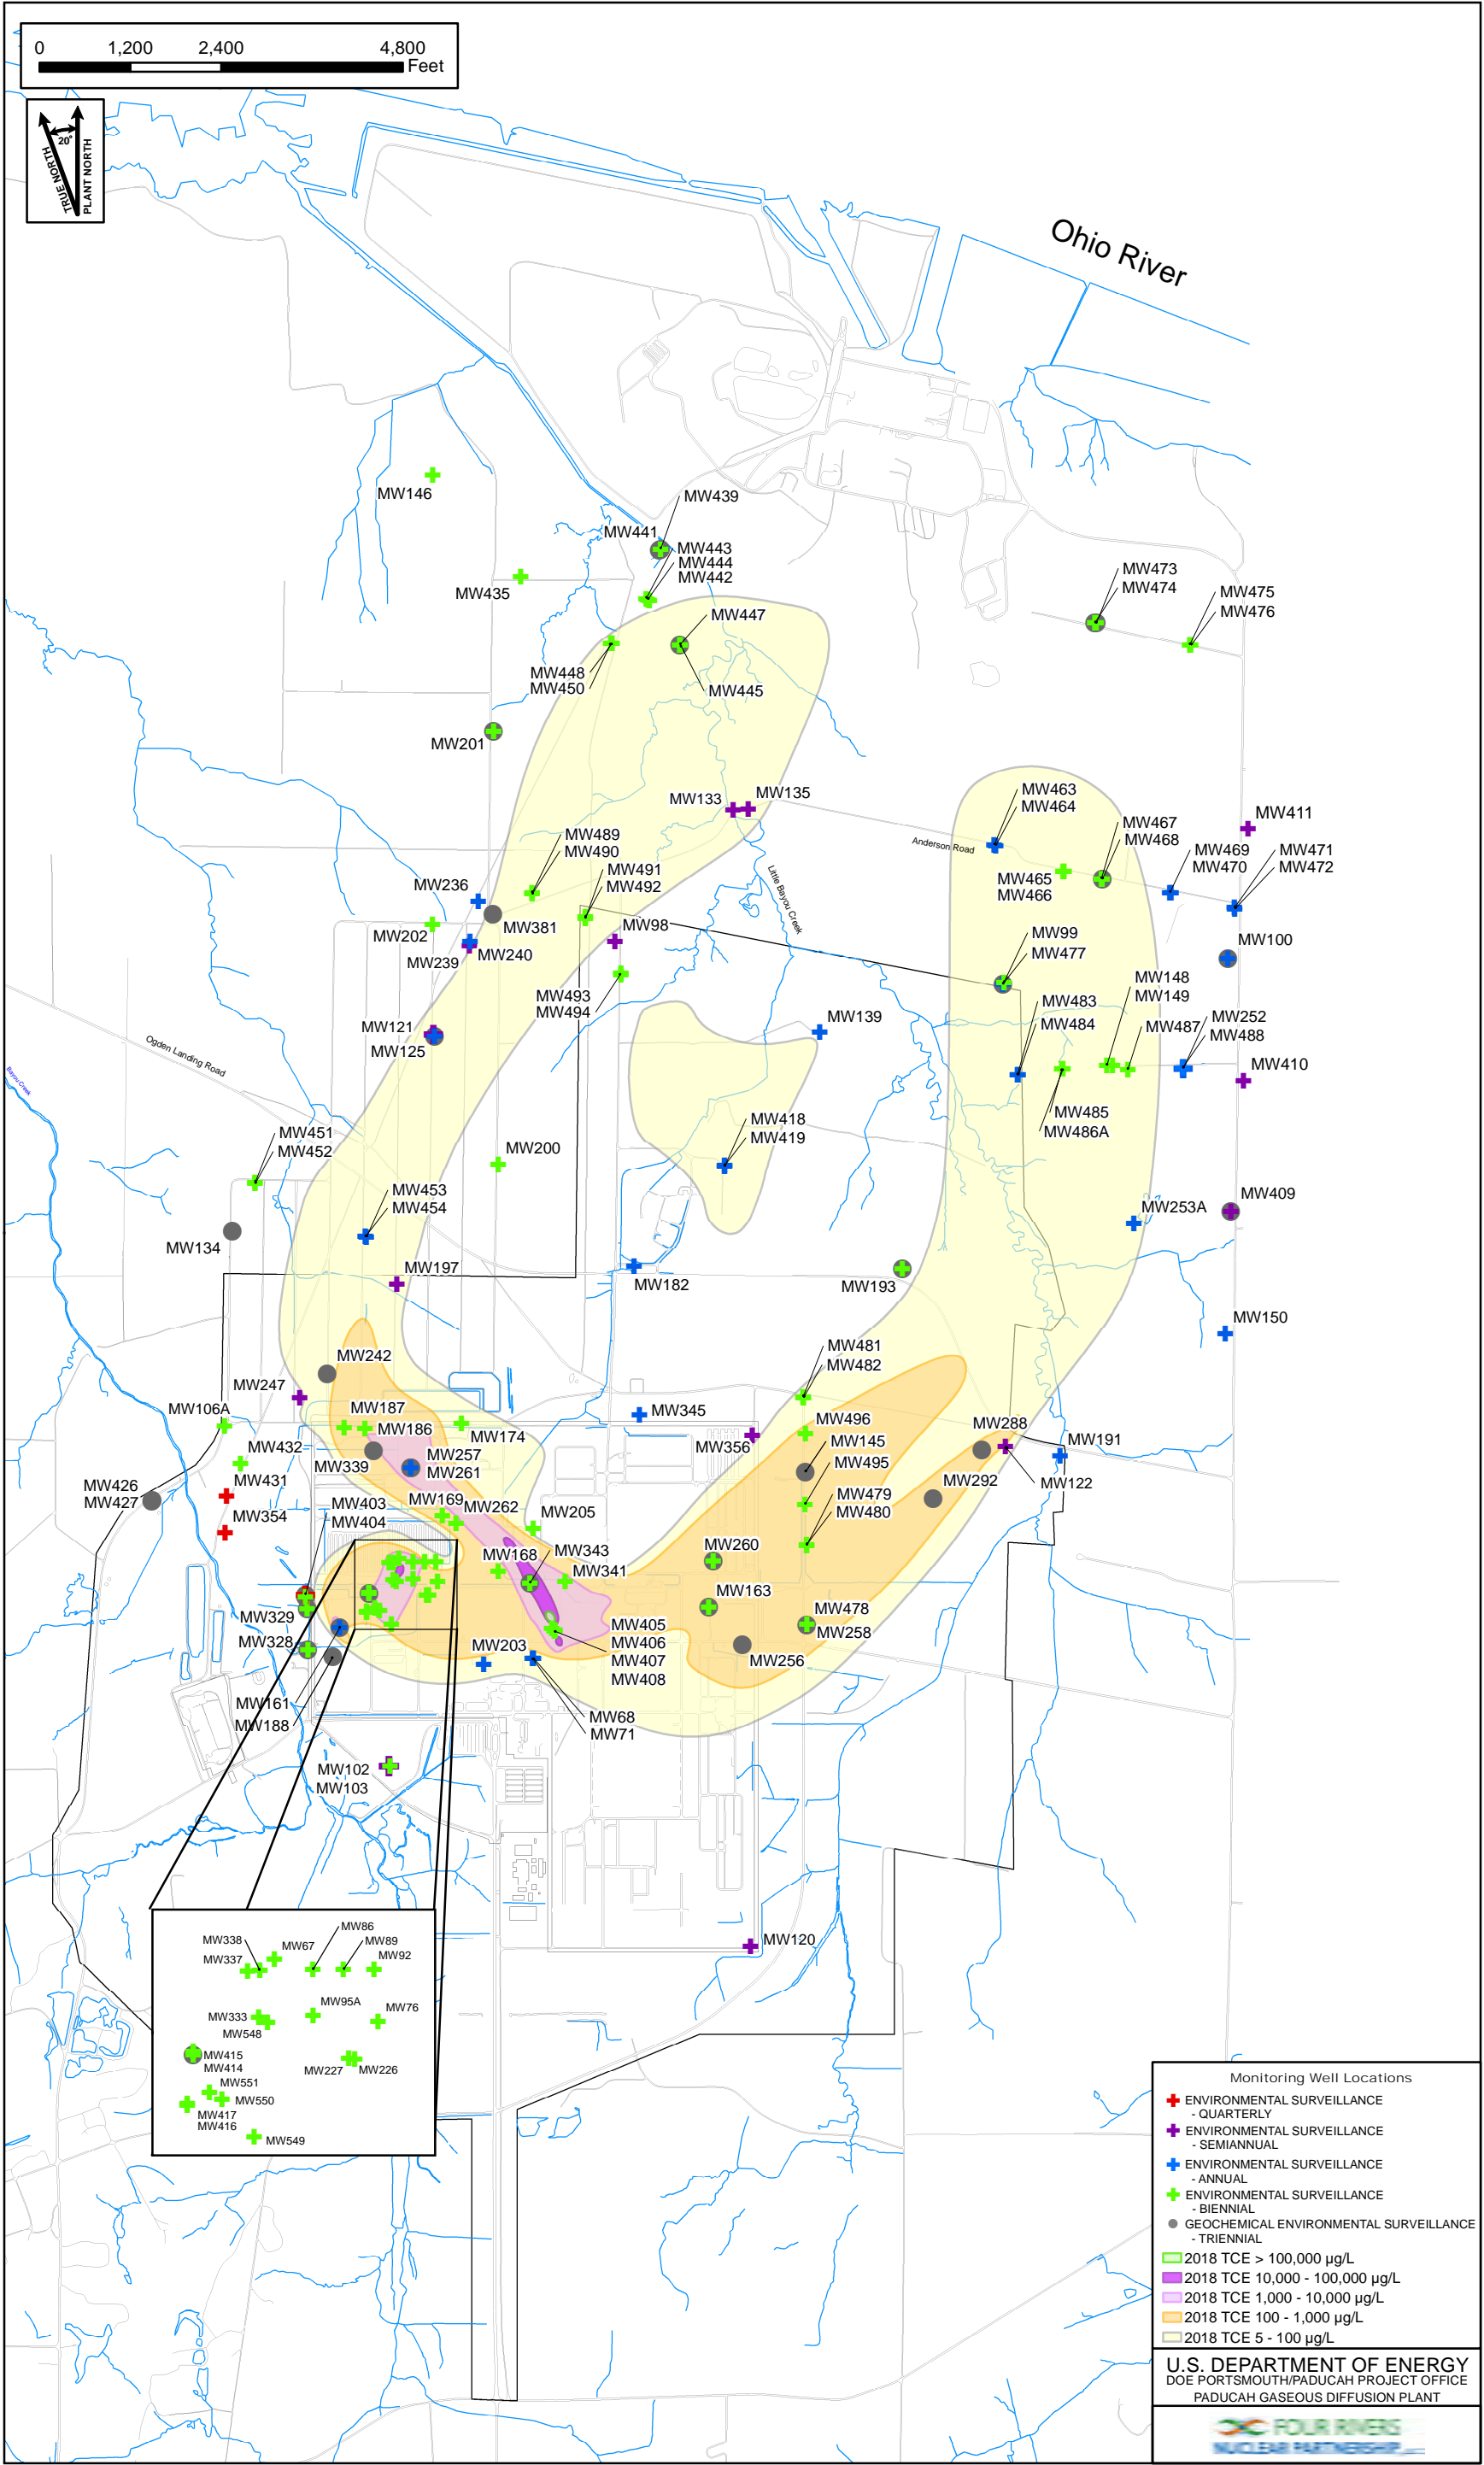 0 1,200 2,400 4,800
Feet
20°
TRUE NORTH
PLANT NORTH
Ohio River
MW146
MW439
MW441
MW443
MW444
MW442
MW435
MW473
MW474
MW475
MW476
MW447
MW448
MW450
MW445
MW201
MW133
MW135
MW463
MW464
MW411
Anderson Road
MW467
MW468
MW489
MW490
MW469
MW470
MW471
MW472
MW491
MW492
MW465
MW466
MW236
Little Bayou Creek
MW381
MW202
MW98
MW99
MW477
MW100
MW239
MW240
MW493
MW494
MW148
MW149
MW483
MW484
MW121
MW125
MW139
MW487
MW252
MW488
Ogden Landing Road
MW410
Bayou Creek
MW485
MW486A
MW418
MW419
MW451
MW452
MW200
MW453
MW454
MW409
MW253A
MW134
MW197
MW182
MW193
MW150
MW481
MW482
MW242
MW247
MW106A
MW187
MW186
MW174
MW345
MW496
MW288
MW356
MW145
MW191
MW432
MW339
MW257
MW261
MW495
MW426
MW427
MW431
MW292
MW122
MW479
MW480
MW403
MW404
MW354
MW169
MW262
MW205
MW168
MW343
MW260
MW341
MW163
MW329
MW328
MW405
MW406
MW407
MW408
MW478
MW258
MW203
MW256
MW161
MW188
MW68
MW71
MW102
MW103
MW120
MW86
MW338
MW67
MW89
MW337
MW92
MW95A
MW76
MW333
MW548
MW415
MW414
MW227
MW226
MW551
MW550
MW417
MW416
MW549
Monitoring Well Locations
ENVIRONMENTAL SURVEILLANCE
- QUARTERLY
ENVIRONMENTAL SURVEILLANCE
- SEMIANNUAL
ENVIRONMENTAL SURVEILLANCE
- ANNUAL
ENVIRONMENTAL SURVEILLANCE
- BIENNIAL
GEOCHEMICAL ENVIRONMENTAL SURVEILLANCE
- TRIENNIAL
2018 TCE > 100,000 µg/L
2018 TCE 10,000 - 100,000 µg/L
2018 TCE 1,000 - 10,000 µg/L
2018 TCE 100 - 1,000 µg/L
2018 TCE 5 - 100 µg/L
U.S. DEPARTMENT OF ENERGY
DOE PORTSMOUTH/PADUCAH PROJECT OFFICE
PADUCAH GASEOUS DIFFUSION PLANT
FOUR RIVERS
NUCLEAR PARTNERSHIP